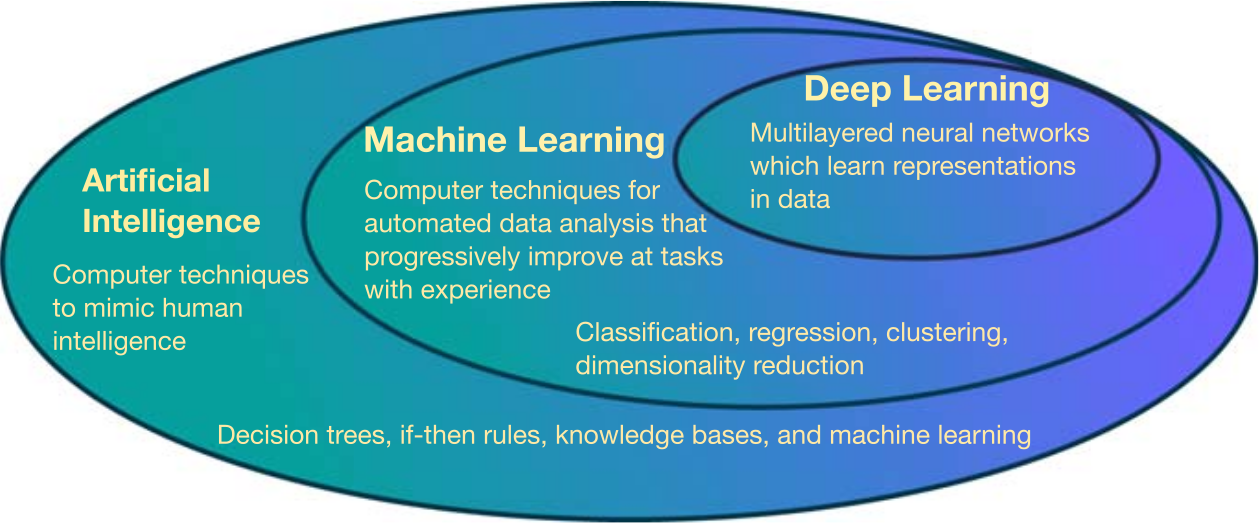 Artificial
Intelligence
Computer techniques
to mimic human
intelligence
Machine Learning
Computer techniques for
automated data analysis that
progressively improve at tasks
with experience
Classification, regression, clustering,
dimensionality reduction
Deep Learning
Multilayered neural networks
which learn representations
in data
Decision trees, if-then rules, knowledge bases, and machine learning